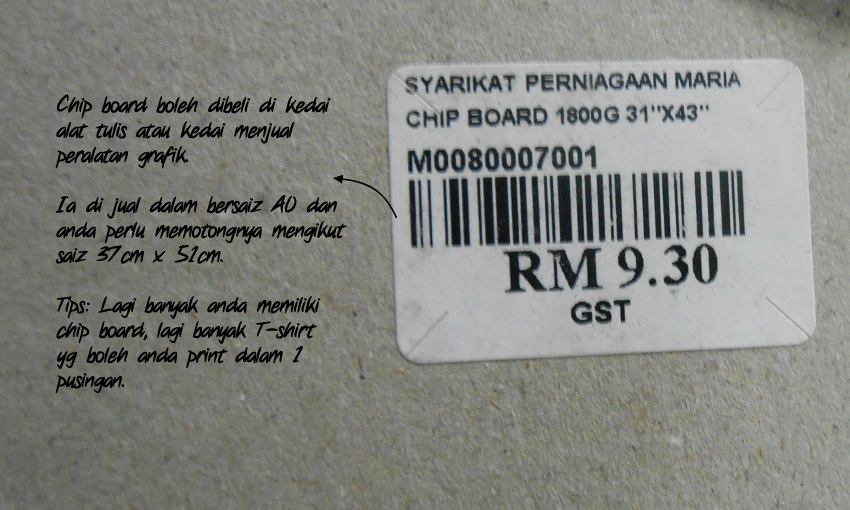 Chip board boleh dibeli di kedai
alat tulis atau kedai menjual
peralatan grafik.
Ia di jual dalam bersaiz A0 dan
anda perlu memotongnya mengikut
saiz 37cm x 51cm.
Tips: Lagi banyak anda memiliki
chip board, lagi banyak T-shirt
yg boleh anda print dalam 1
pusingan.
SYARIKAT PERNIAGAAN MARIA
CHIP BOARD 1800G 31"X43"
M0080007001
RM 9.30
GST